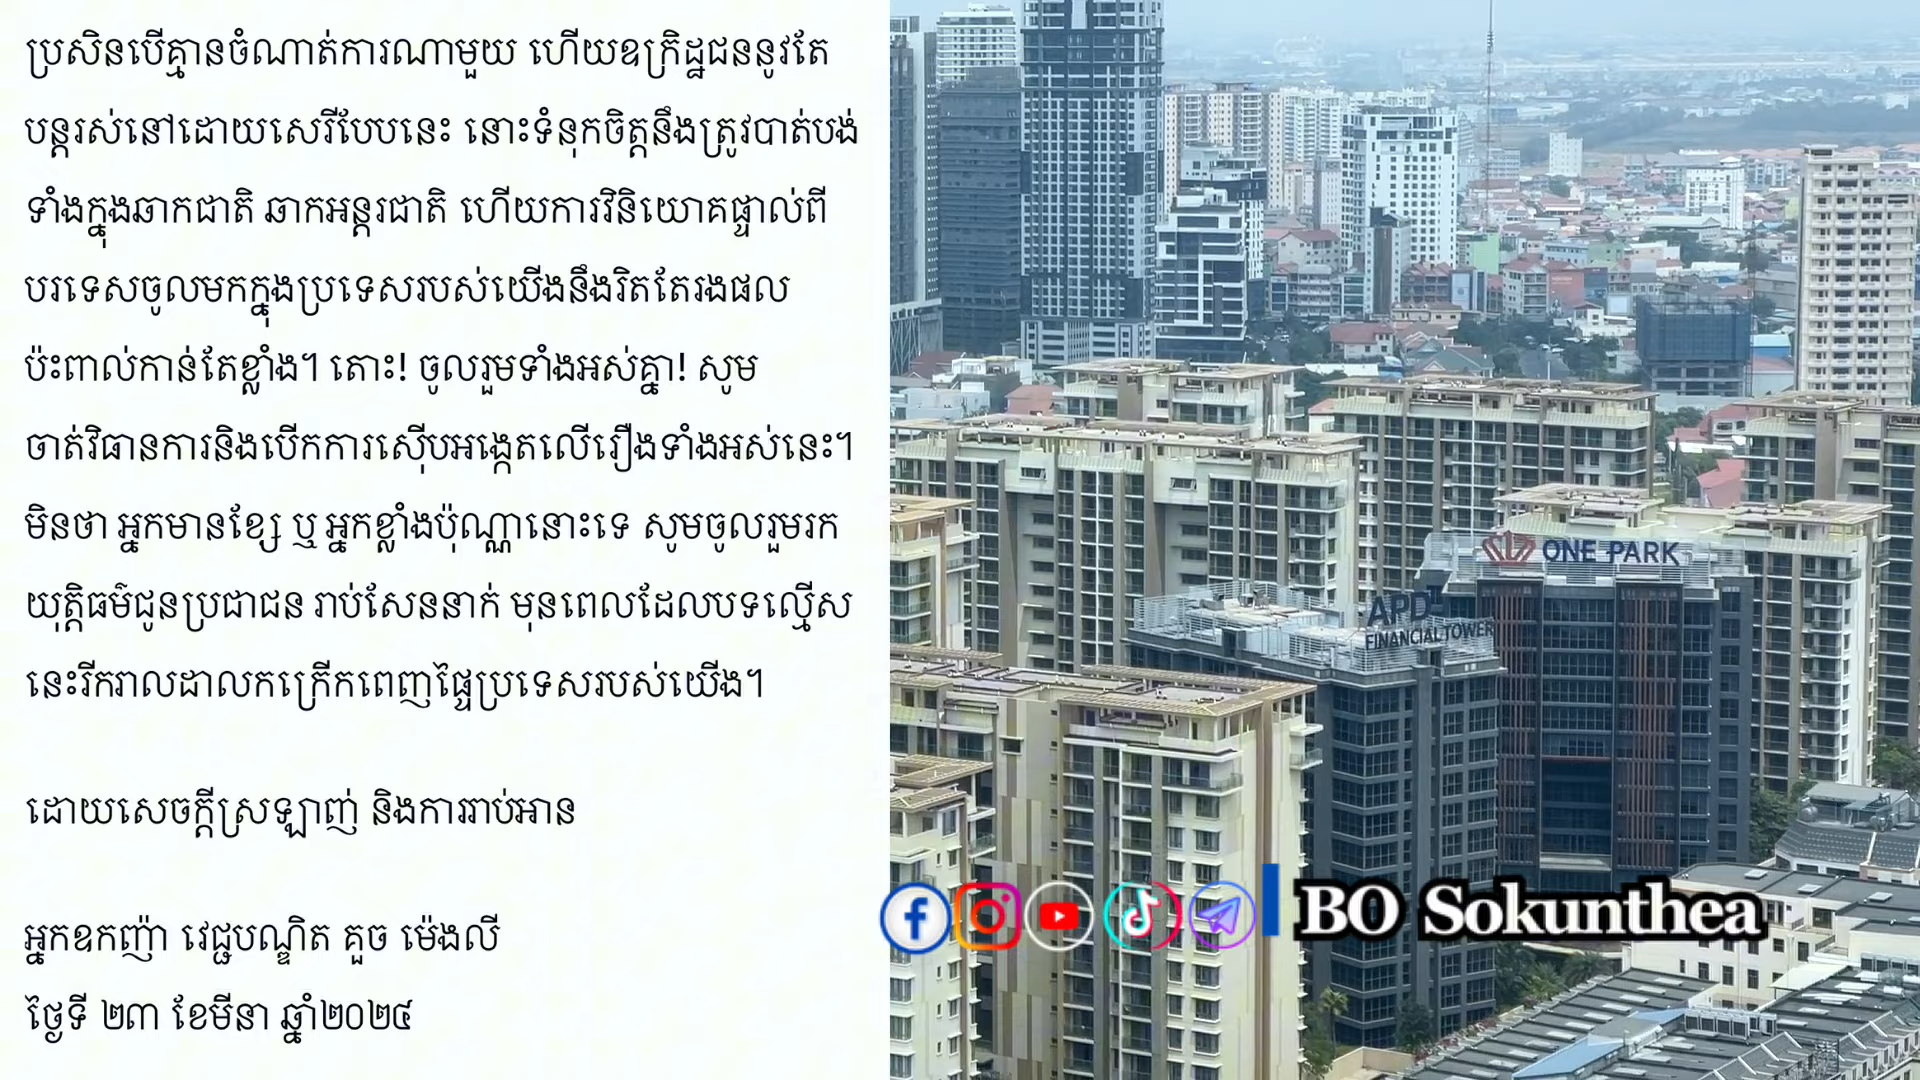 ប្រសិនបើគ្មានចំណាត់ការណាមួយ ហើយឧក្រិដ្ឋជននូវតែ
បន្តរស់នៅដោយសេរីបែបនេះ នោះទំនុកចិត្តនឹងត្រូវបាត់បង់
ទាំងក្នុងឆាកជាតិ ឆាកអន្តរជាតិ ហើយការវិនិយោគផ្ទាល់ពី
បរទេសចូលមកក្នុងប្រទេសរបស់យើងនឹងរិតតែរងផល
ប៉ះពាល់កាន់តែខ្លាំង។ តោះ! ចូលរួមទាំងអស់គ្នា! សូម
ចាត់វិធានការនិងបើកការស៊ើបអង្កេតលើរឿងទាំងអស់នេះ។
មិនថា អ្នកមានខ្សែ ឬ អ្នកខ្លាំងប៉ុណ្ណានោះទេ សូមចូលរួមរក
យុត្តិធម៌ជូនប្រជាជន រាប់សែននាក់ មុនពេលដែលបទល្មើស
នេះរីករាលដាលកក្រើកពេញផ្ទៃប្រទេសរបស់យើង។
ដោយសេចក្តីស្រឡាញ់ និងការរាប់អាន
អ្នកឧកញ៉ា វេជ្ជបណ្ឌិត គួច ម៉េងលី
ថ្ងៃទី ២៣ ខែមីនា ឆ្នាំ២០២៤
ONE PARK
APD
FINANCIAL TOWER
BO Sokunthea